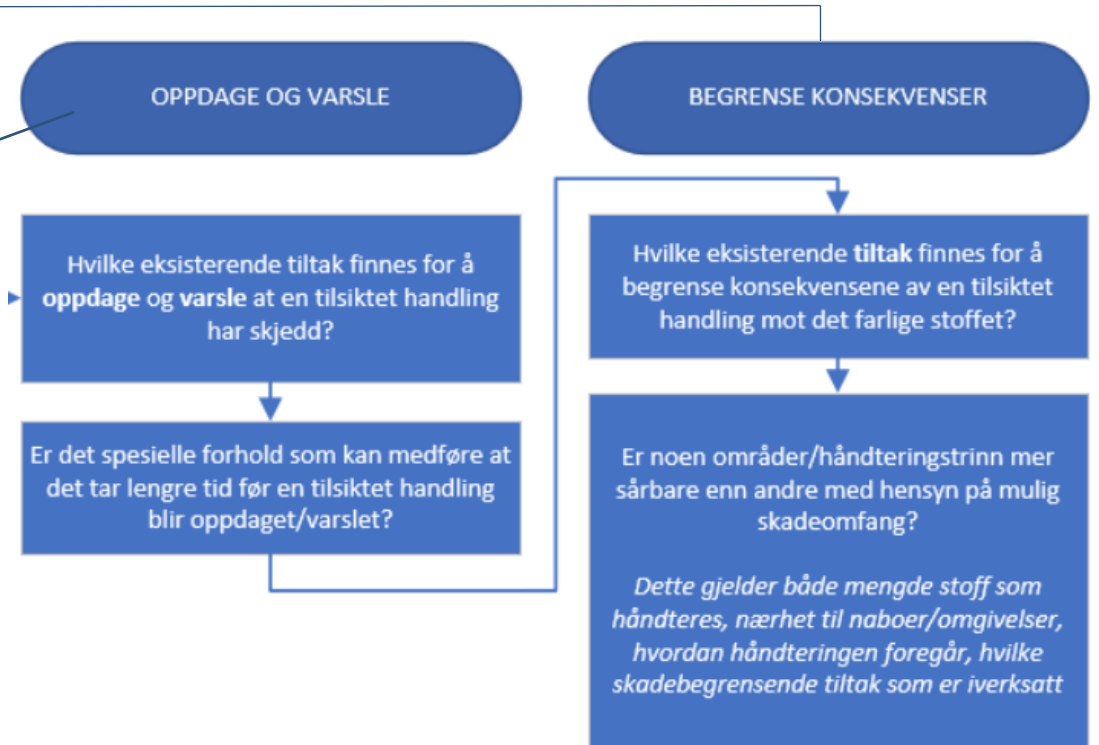 OPPDAGE OG VARSLE
Hvilke eksisterende tiltak finnes for å
oppdage og varsle at en tilsiktet handling
har skjedd?
Er det spesielle forhold som kan medføre at
det tar lengre tid før en tilsiktet handling
blir oppdaget/varslet?
BEGRENSE KONSEKVENSER
Hvilke eksisterende tiltak finnes for å
begrense konsekvensene av en tilsiktet
handling mot det farlige stoffet?
Er noen områder/håndteringstrinn mer
sårbare enn andre med hensyn på mulig
skadeomfang?
Dette gjelder både mengde stoff som
håndteres, nærhet til naboer/omgivelser,
hvordan håndteringen foregår, hvilke
skadebegrensende tiltak som er iverksatt